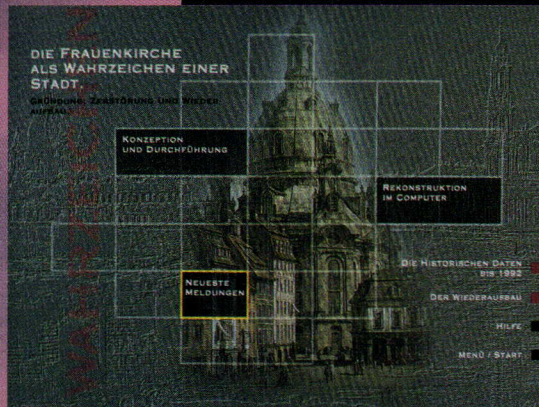 DIE FRAUENKIRCHE
ALS WAHRZEICHEN EINER
STADT.
GRÜNDUNG, ZERSTÖRUNG UND WIEDER
AUFBAU.
WAHRZEICHEN
KONZEPTION
UND DURCHFÜHRUNG
REKONSTRUKTION
IM COMPUTER
NEUESTE
MELDUNGEN
DIE HISTORISCHEN DATEN
BIS 1992
DER WIEDERAUFBAU
HILFE
MENÜ / START